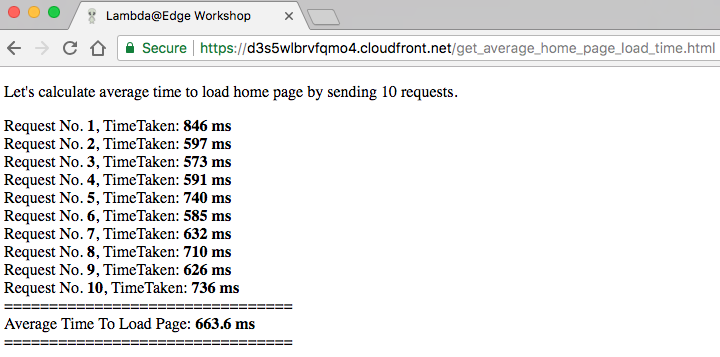 Lambda@Edge Workshop
Secure https://d3s5wlbrvfqmo4.cloudfront.net/get_average_home_page_load_time.html
Let's calculate average time to load home page by sending 10 requests.
Request No. 1, TimeTaken: 846 ms
Request No. 2, TimeTaken: 597 ms
Request No. 3, TimeTaken: 573 ms
Request No. 4, TimeTaken: 591 ms
Request No. 5, TimeTaken: 740 ms
Request No. 6, TimeTaken: 585 ms
Request No. 7, TimeTaken: 632 ms
Request No. 8, TimeTaken: 710 ms
Request No. 9, TimeTaken: 626 ms
Request No. 10, TimeTaken: 736 ms
================================
Average Time To Load Page: 663.6 ms
================================